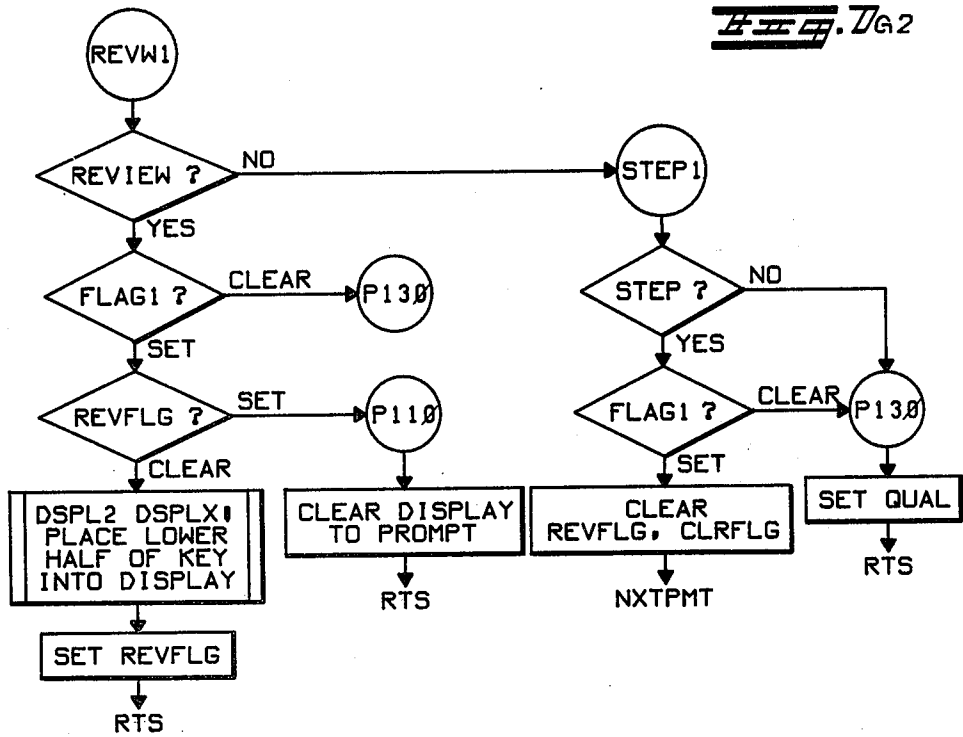 Fig. DG2
REVW1
REVIEW ?
NO
STEP1
YES
FLAG1 ?
CLEAR
P130
STEP ?
NO
SET
YES
REVFLG ?
SET
P110
FLAG1 ?
CLEAR
P130
CLEAR
SET
DSPL2 DSPLX:
PLACE LOWER
HALF OF KEY
INTO DISPLAY
CLEAR DISPLAY
TO PROMPT
CLEAR
REVFLG, CLRFLG
SET QUAL
RTS
NXTPMT
RTS
SET REVFLG
RTS